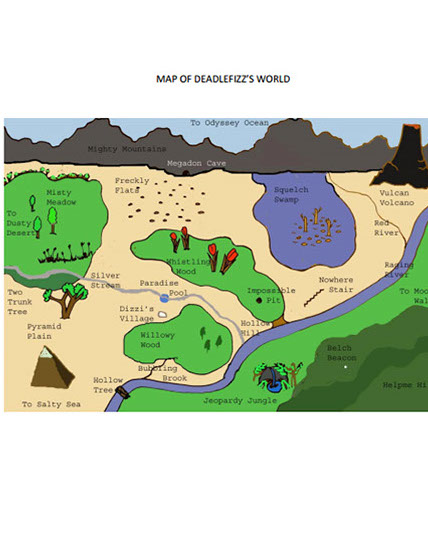 MAP OF DEADLEFIZZ'S WORLD
To Odyssey Ocean
Mighty Mountains
Megadon Cave
Freckly
Flats
Squelch
Swamp
Vulcan
Volcano
Misty
Meadow
To
Dusty
Desert
Red
River
Whistling
Wood
Raging
River
Silver
Stream
Paradise
Pool
Impossible
Pit
Nowhere
Stair
Two
Trunk
Tree
Dizzi's
Village
To Moo
Wal
Pyramid
Plain
Willowy
Wood
Hollow
Hill
Belch
Beacon
Bubbling
Brook
Hollow
Tree
Helpme Hi
To Salty Sea
Jeopardy Jungle